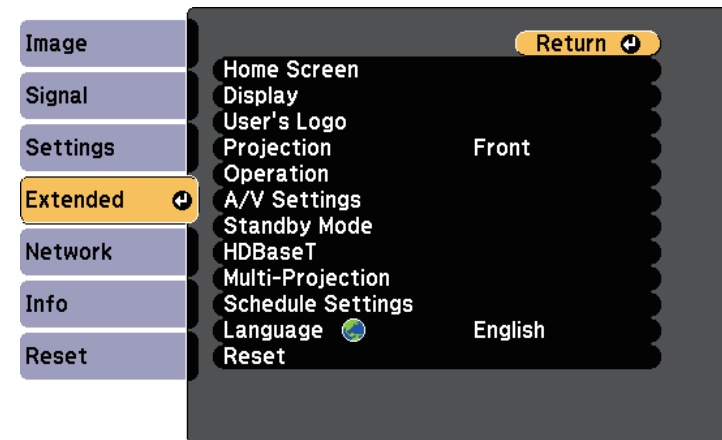 Image
Signal
Settings
Extended
Network
Info
Reset
Return
Home Screen
Display
User's Logo
Projection Front
Operation
A/V Settings
Standby Mode
HDBaseT
Multi-Projection
Schedule Settings
Language English
Reset